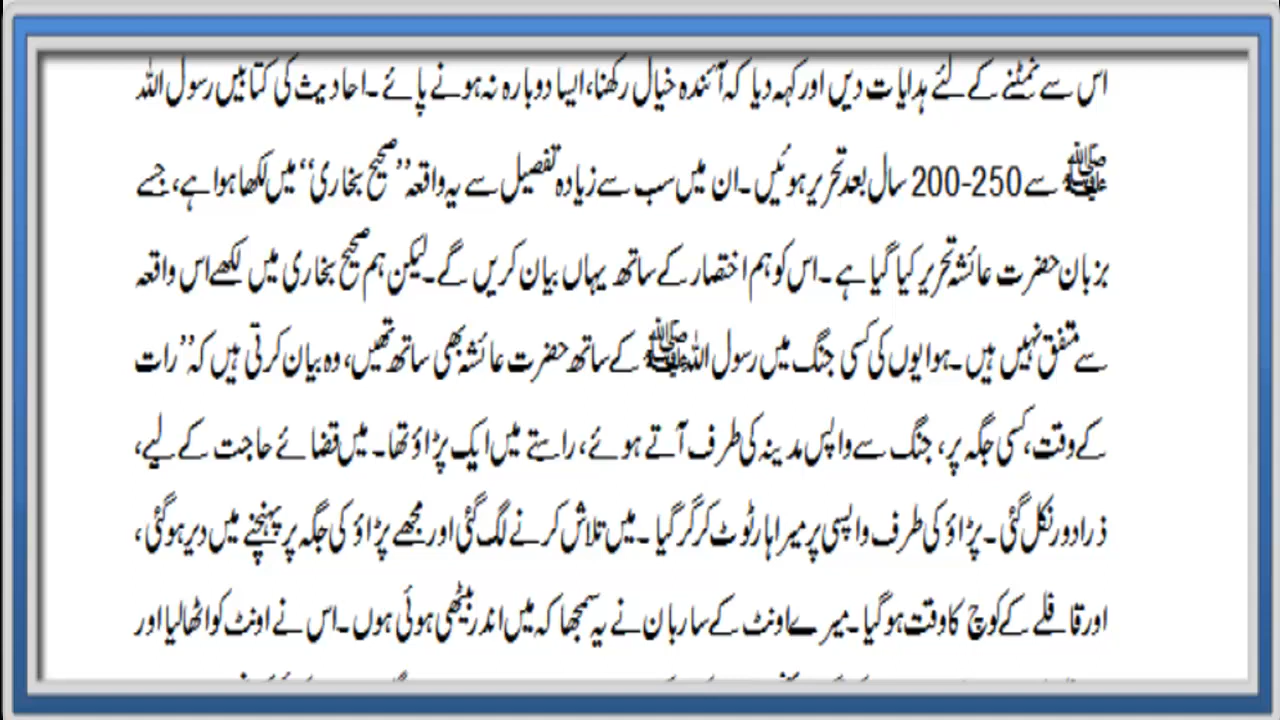 اس سے نمٹنے کے لئے ہدایات دیں اور کہہ دیا کہ آئندہ خیال رکھنا، ایسا دوبارہ نہ ہونے پائے۔ احادیث کی کتابیں رسول اللہ
ﷺ سے 250-200 سال بعد تحریر ہوئیں۔ ان میں سب سے زیادہ تفصیل سے یہ واقعہ ”صحیح بخاری“ میں لکھا ہوا ہے، جسے
بزبان حضرت عائشہ تحریر کیا گیا ہے۔ اس کو ہم اختصار کے ساتھ یہاں بیان کریں گے۔ لیکن ہم صحیح بخاری میں لکھے اس واقعہ
سے متفق نہیں ہیں۔ ہوا یوں کی کسی جنگ میں رسول اللہ ﷺ کے ساتھ حضرت عائشہ بھی ساتھ تھیں، وہ بیان کرتی ہیں کہ ”رات
کے وقت، کسی جگہ پر، جنگ سے واپس مدینہ کی طرف آتے ہوئے، راستے میں ایک پڑاؤ تھا۔ میں قضائے حاجت کے لیے،
ذرا دور نکل گئی۔ پڑاؤ کی طرف واپسی پر میرا ہار ٹوٹ کر گر گیا۔ میں تلاش کرنے لگ گئی اور مجھے پڑاؤ کی جگہ پر پہنچنے میں دیر ہو گئی،
اور قافلے کے کوچ کا وقت ہو گیا۔ میرے اونٹ کے ساربان نے یہ سمجھا کہ میں اندر بیٹھی ہوئی ہوں۔ اس نے اونٹ کو اٹھا لیا اور